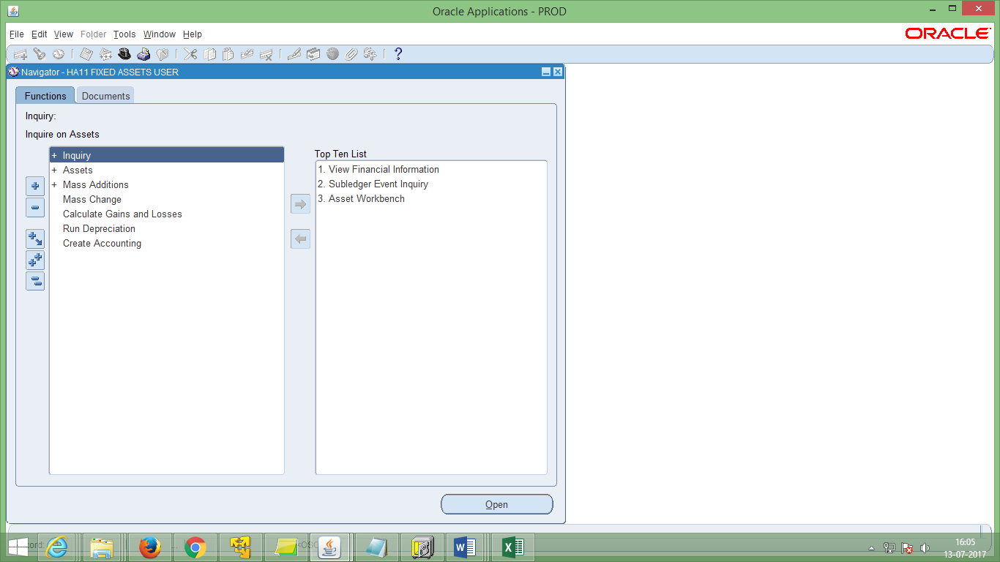 Oracle Applications - PROD
File Edit View Folder Tools Window Help
ORACLE
Navigator - HA11 FIXED ASSETS USER
Functions Documents
Inquiry:
Inquire on Assets
+ Inquiry
+ Assets
+ Mass Additions
Mass Change
Calculate Gains and Losses
Run Depreciation
Create Accounting
Top Ten List
1. View Financial Information
2. Subledger Event Inquiry
3. Asset Workbench
Open
16:05
13-07-2017